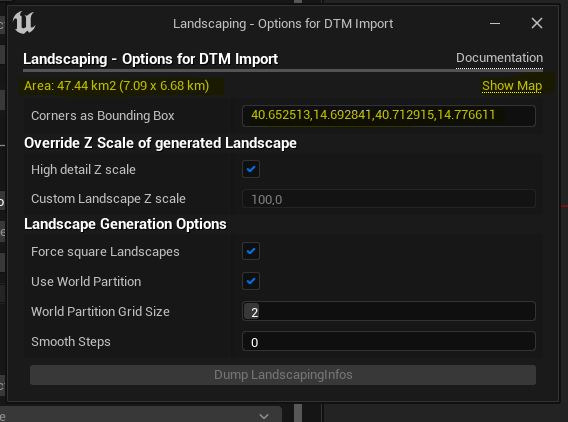 Landscaping - Options for DTM Import
Landscaping - Options for DTM Import Documentation
Area: 47.44 km2 (7.09 x 6.68 km) Show Map
Corners as Bounding Box 40.652513,14.692841,40.712915,14.776611
Override Z Scale of generated Landscape
High detail Z scale
Custom Landscape Z scale 100,0
Landscape Generation Options
Force square Landscapes
Use World Partition
World Partition Grid Size 2
Smooth Steps 0
Dump LandscapingInfos